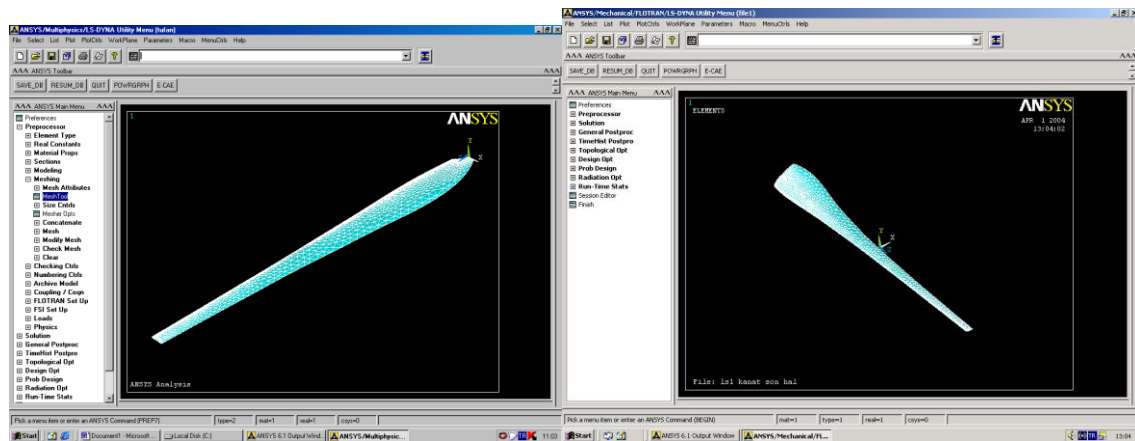 ANSYS/Multiphysics/LS-DYNA Utility Menu (tufan)
File Select List Plot PlotCtrls WorkPlane Parameters Macro MenuCtrls Help
ANSYS Toolbar
SAVE_DB RESUM_DB QUIT POWRGRPH E-CAE
ANSYS Main Menu
Preferences
Preprocessor
Element Type
Real Constants
Material Props
Sections
Modeling
Meshing
Mesh Attributes
MeshTool
Size Cntrls
Mesher Opts
Concatenate
Mesh
Modify Mesh
Check Mesh
Clear
Checking Ctrls
Numbering Ctrls
Archive Model
Coupling / Ceqn
FLOTRAN Set Up
FSI Set Up
Loads
Physics
Solution
General Postproc
TimeHist Postpro
Topological Opt
Design Opt
Prob Design
Radiation Opt
Run-Time Stats
1
ANSYS
Y
X
ANSYS Analysis
Pick a menu item or enter an ANSYS Command (PREP7) type=2 mat=1 real=1 csys=0
Start Document1 - Microsoft... Local Disk (C:) ANSYS 6.1 Output Wind... ANSYS/Multiphysic... 11:03
ANSYS/Mechanical/FLOTRAN/LS-DYNA Utility Menu (file1)
File Select List Plot PlotCtrls WorkPlane Parameters Macro MenuCtrls Help
ANSYS Toolbar
SAVE_DB RESUM_DB QUIT POWRGRPH E-CAE
ANSYS Main Menu
Preferences
Preprocessor
Solution
General Postproc
TimeHist Postpro
Topological Opt
Design Opt
Prob Design
Radiation Opt
Run-Time Stats
Session Editor
Finish
1
ELEMENTS
ANSYS
APR 1 2004
13:04:02
Y
X
Z
File: ls1 kanat son hal
Pick a menu item or enter an ANSYS Command (BEGIN) mat=1 type=1 real=1 csys=0
Start ANSYS 6.1 Output Window ANSYS/Mechanical/FL... TR 13:04